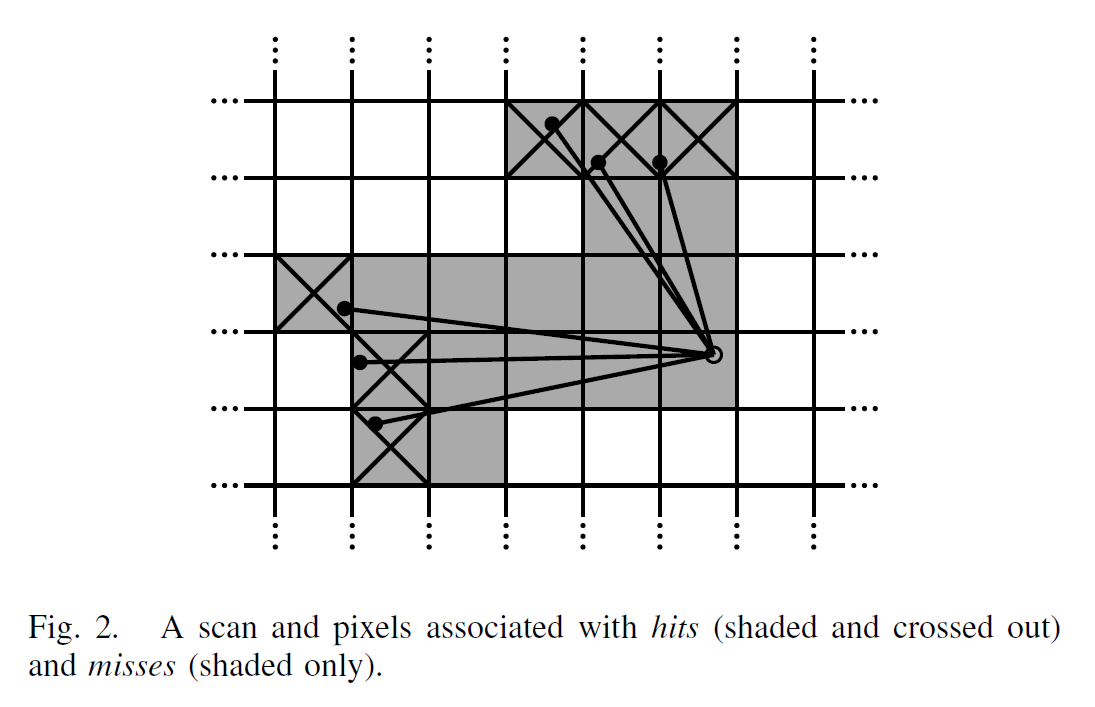 Fig. 2. A scan and pixels associated with hits (shaded and crossed out)
and misses (shaded only).